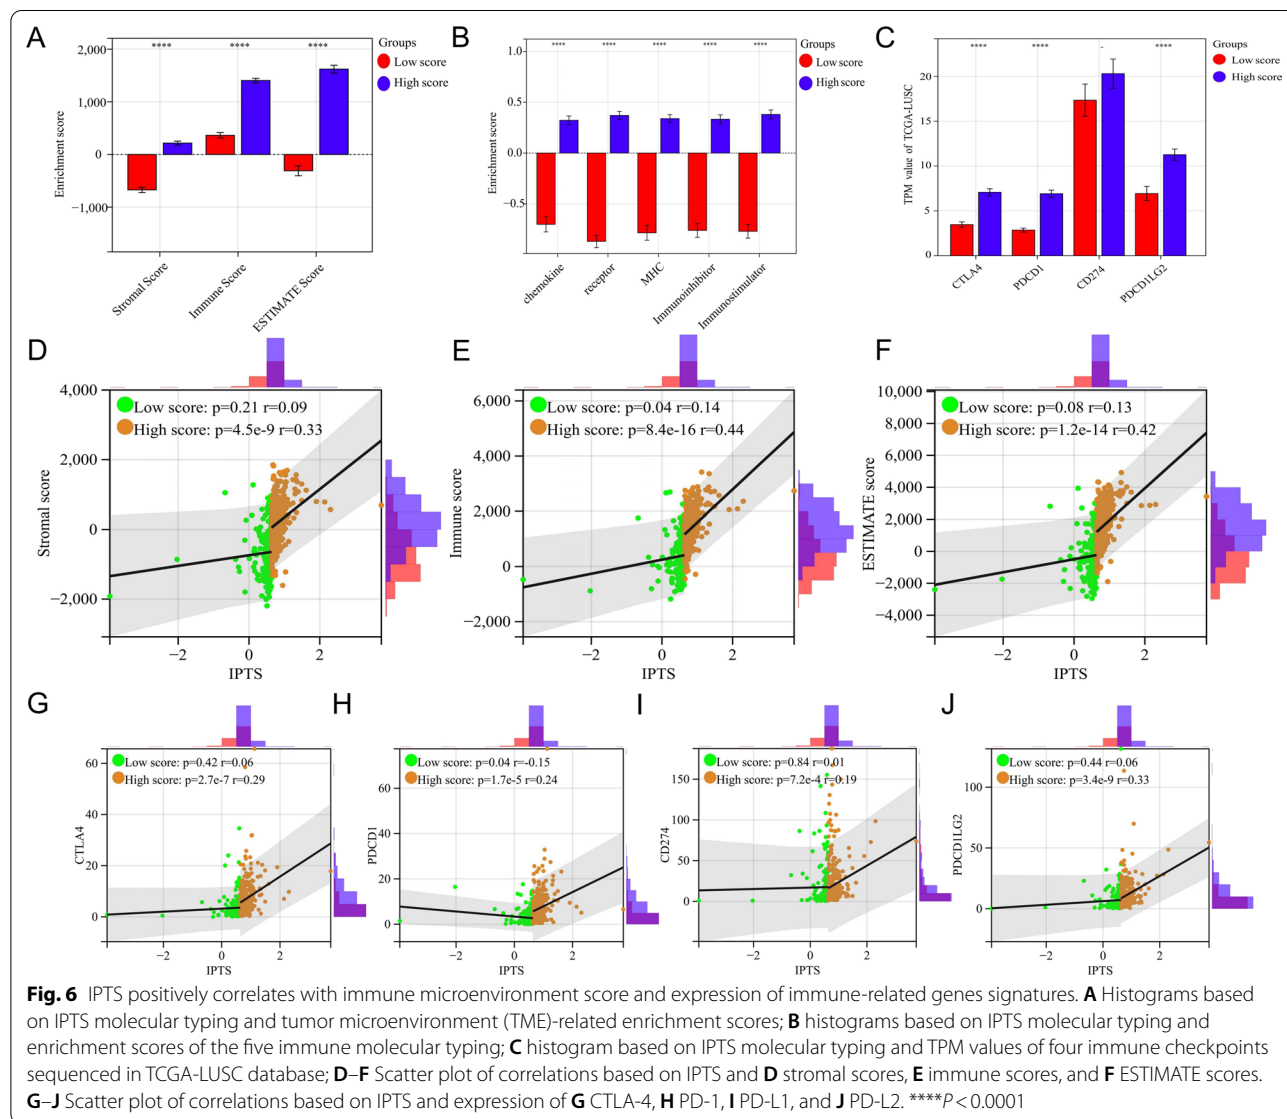 A
**** **** ****
Groups
Low score
High score
Enrichment score
2,000
1,000
0
−1,000
Stromal Score
Immune Score
ESTIMATE Score
B
**** **** **** **** ****
Groups
Low score
High score
Enrichment score
1.0
0.5
0.0
−0.5
chemokine
receptor
MHC
Immunoinhibitor
Immunostimulator
C
**** **** - ****
Groups
Low score
High score
TPM value of TCGA-LUSC
20
15
10
5
0
CTLA4
PDCD1
CD274
PDCD1LG2
D
Low score: p=0.21 r=0.09
High score: p=4.5e-9 r=0.33
Stromal score
4,000
2,000
0
−2,000
−2 0 2
IPTS
E
Low score: p=0.04 r=0.14
High score: p=8.4e-16 r=0.44
Immune score
6,000
4,000
2,000
0
−2,000
−2 0 2
IPTS
F
Low score: p=0.08 r=0.13
High score: p=1.2e-14 r=0.42
ESTIMATE score
10,000
8,000
6,000
4,000
2,000
0
−2,000
−4,000
−2 0 2
IPTS
G
Low score: p=0.42 r=0.06
High score: p=2.7e-7 r=0.29
CTLA4
60
40
20
0
−2 0 2
IPTS
H
Low score: p=0.04 r=-0.15
High score: p=1.7e-5 r=0.24
PDCD1
60
40
20
0
−2 0 2
IPTS
I
Low score: p=0.84 r=0.01
High score: p=7.2e-4 r=0.19
CD274
150
100
50
0
−2 0 2
IPTS
J
Low score: p=0.44 r=0.06
High score: p=3.4e-9 r=0.33
PDCD1LG2
100
50
0
−2 0 2
IPTS
Fig. 6 IPTS positively correlates with immune microenvironment score and expression of immune-related genes signatures. A Histograms based
on IPTS molecular typing and tumor microenvironment (TME)-related enrichment scores; B histograms based on IPTS molecular typing and
enrichment scores of the five immune molecular typing; C histogram based on IPTS molecular typing and TPM values of four immune checkpoints
sequenced in TCGA-LUSC database; D–F Scatter plot of correlations based on IPTS and D stromal scores, E immune scores, and F ESTIMATE scores.
G–J Scatter plot of correlations based on IPTS and expression of G CTLA-4, H PD-1, I PD-L1, and J PD-L2. ****P < 0.0001